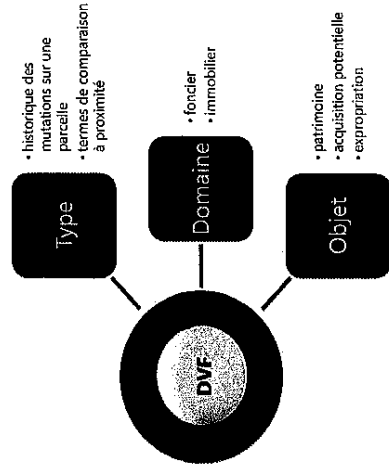 DVF
Type
• historique des
mutations sur une
parcelle
• termes de comparaison
à proximité
Domaine
• foncier
• immobilier
Objet
• patrimoine
• acquisition potentielle
• expropriation